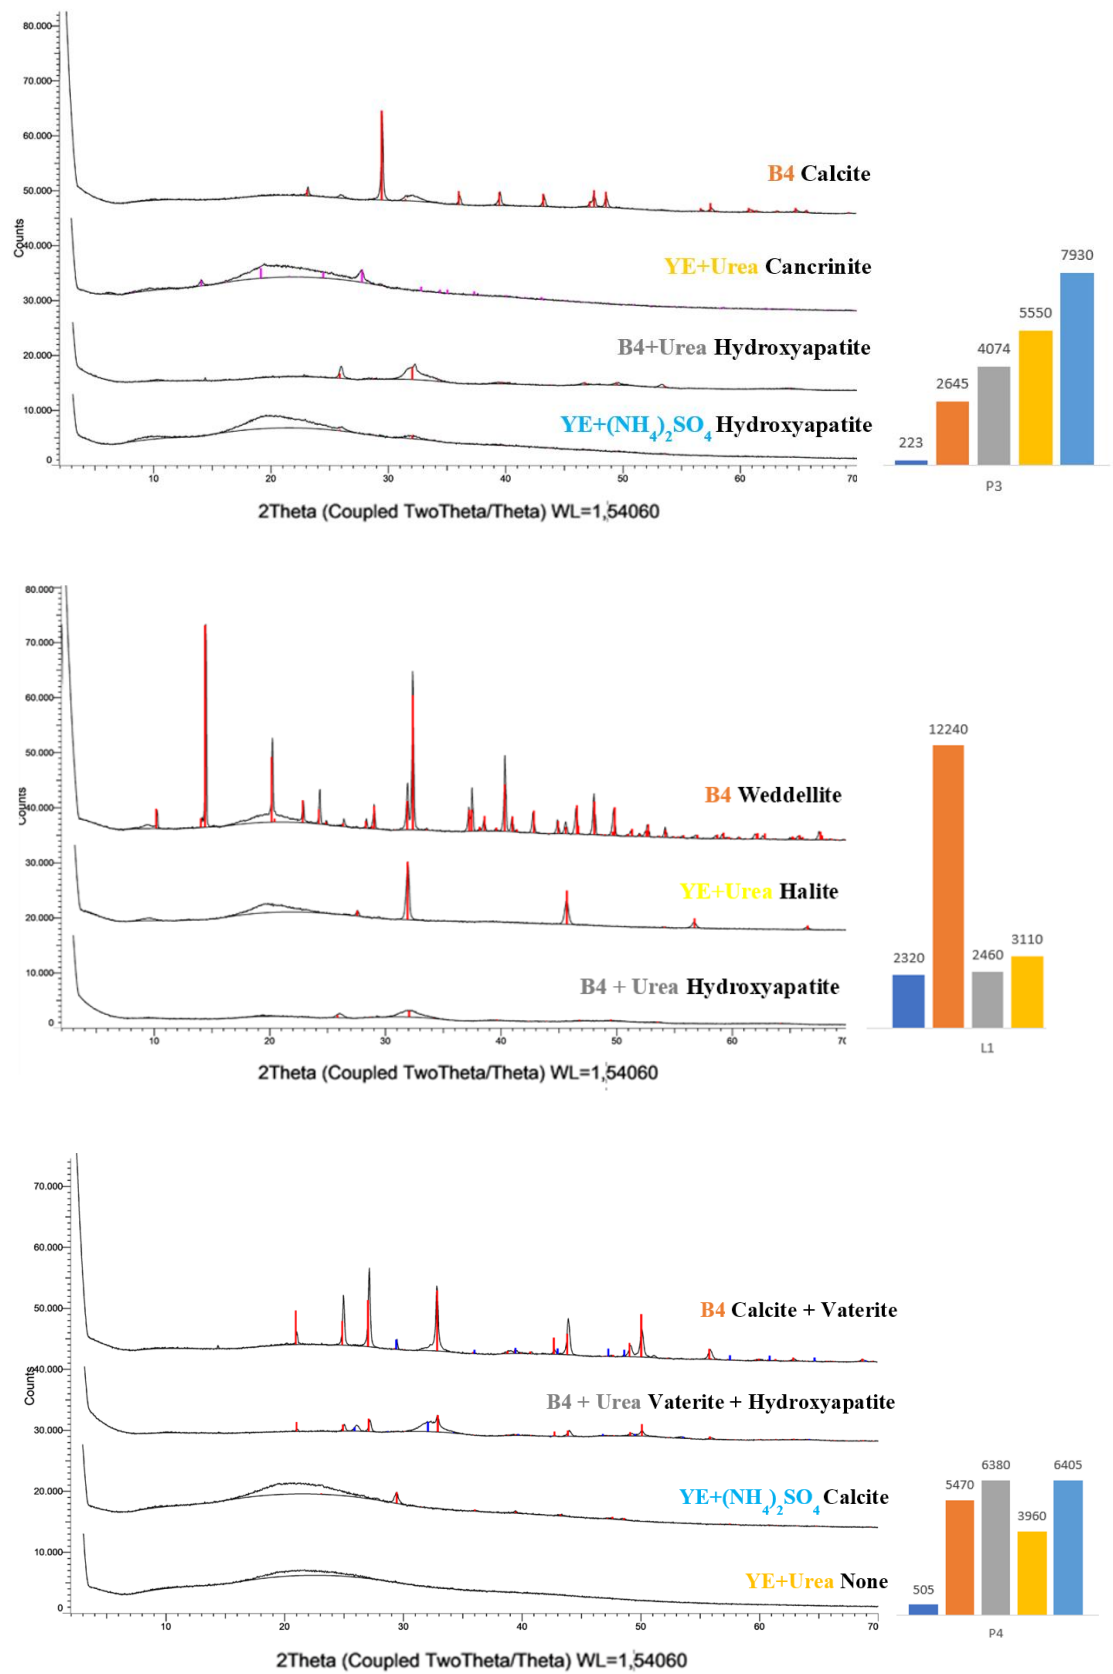 80.000
70.000
60.000
50.000
40.000
30.000
20.000
10.000
0
Counts
B4 Calcite
YE+Urea Cancrinite
B4+Urea Hydroxyapatite
YE+(NH4)2SO4 Hydroxyapatite
10 20 30 40 50 60 70
2Theta (Coupled TwoTheta/Theta) WL=1,54060
223 2645 4074 5550 7930
P3
80.000
70.000
60.000
50.000
40.000
30.000
20.000
10.000
0
Counts
B4 Weddellite
YE+Urea Halite
B4 + Urea Hydroxyapatite
10 20 30 40 50 60 70
2Theta (Coupled TwoTheta/Theta) WL=1,54060
2320 12240 2460 3110
L1
70.000
60.000
50.000
40.000
30.000
20.000
10.000
0
Counts
B4 Calcite + Vaterite
B4 + Urea Vaterite + Hydroxyapatite
YE+(NH4)2SO4 Calcite
YE+Urea None
10 20 30 40 50 60 70
2Theta (Coupled TwoTheta/Theta) WL=1,54060
505 5470 6380 3960 6405
P4